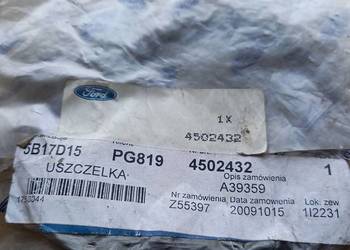 Ford
1X
4502432
5B17D15 PG819 4502432 1
USZCZELKA
Opis zamówienia
A39359
Nr zamówienia Data zamówienia Lok. zew
Z55397 20091015 1I2231